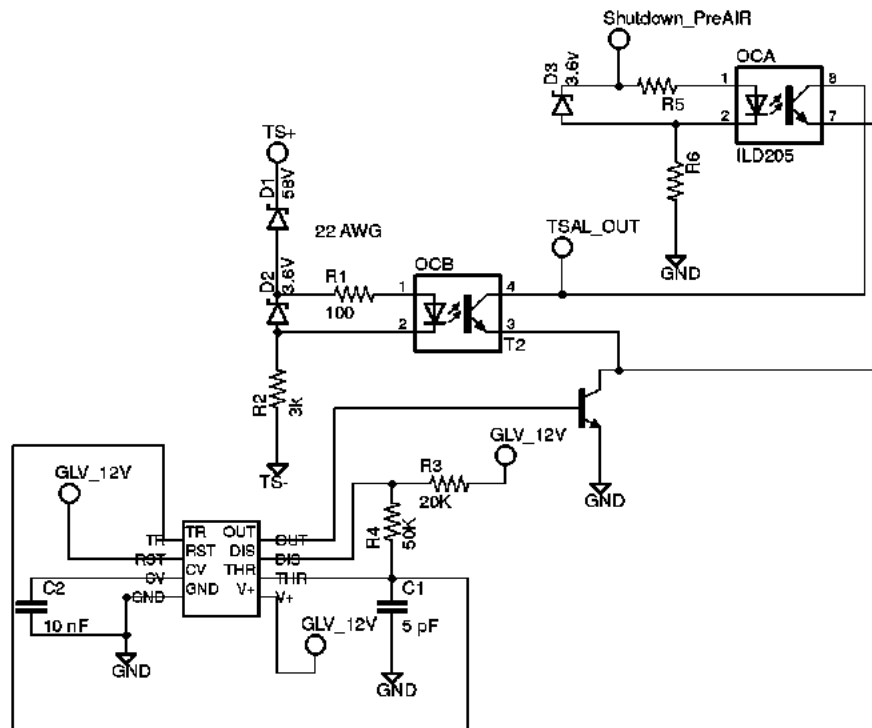 Shutdown_PreAIR
OCA
D3
3.6v
1
8
R5
2
7
ILD205
R6
TS+
D1
58V
22 AWG
TSAL_OUT
GND
OCB
D2
3.6V
R1
1
4
100
2
3
T2
R2
3K
GLV_12V
R3
TS-
20K
GND
GLV_12V
R4
50K
TR
TR
OUT
OUT
RST
RST
DIS
DIS
CV
CV
THR
THR
GND
GND
V+
V+
C2
C1
10 nF
GLV_12V
5 pF
GND
GND